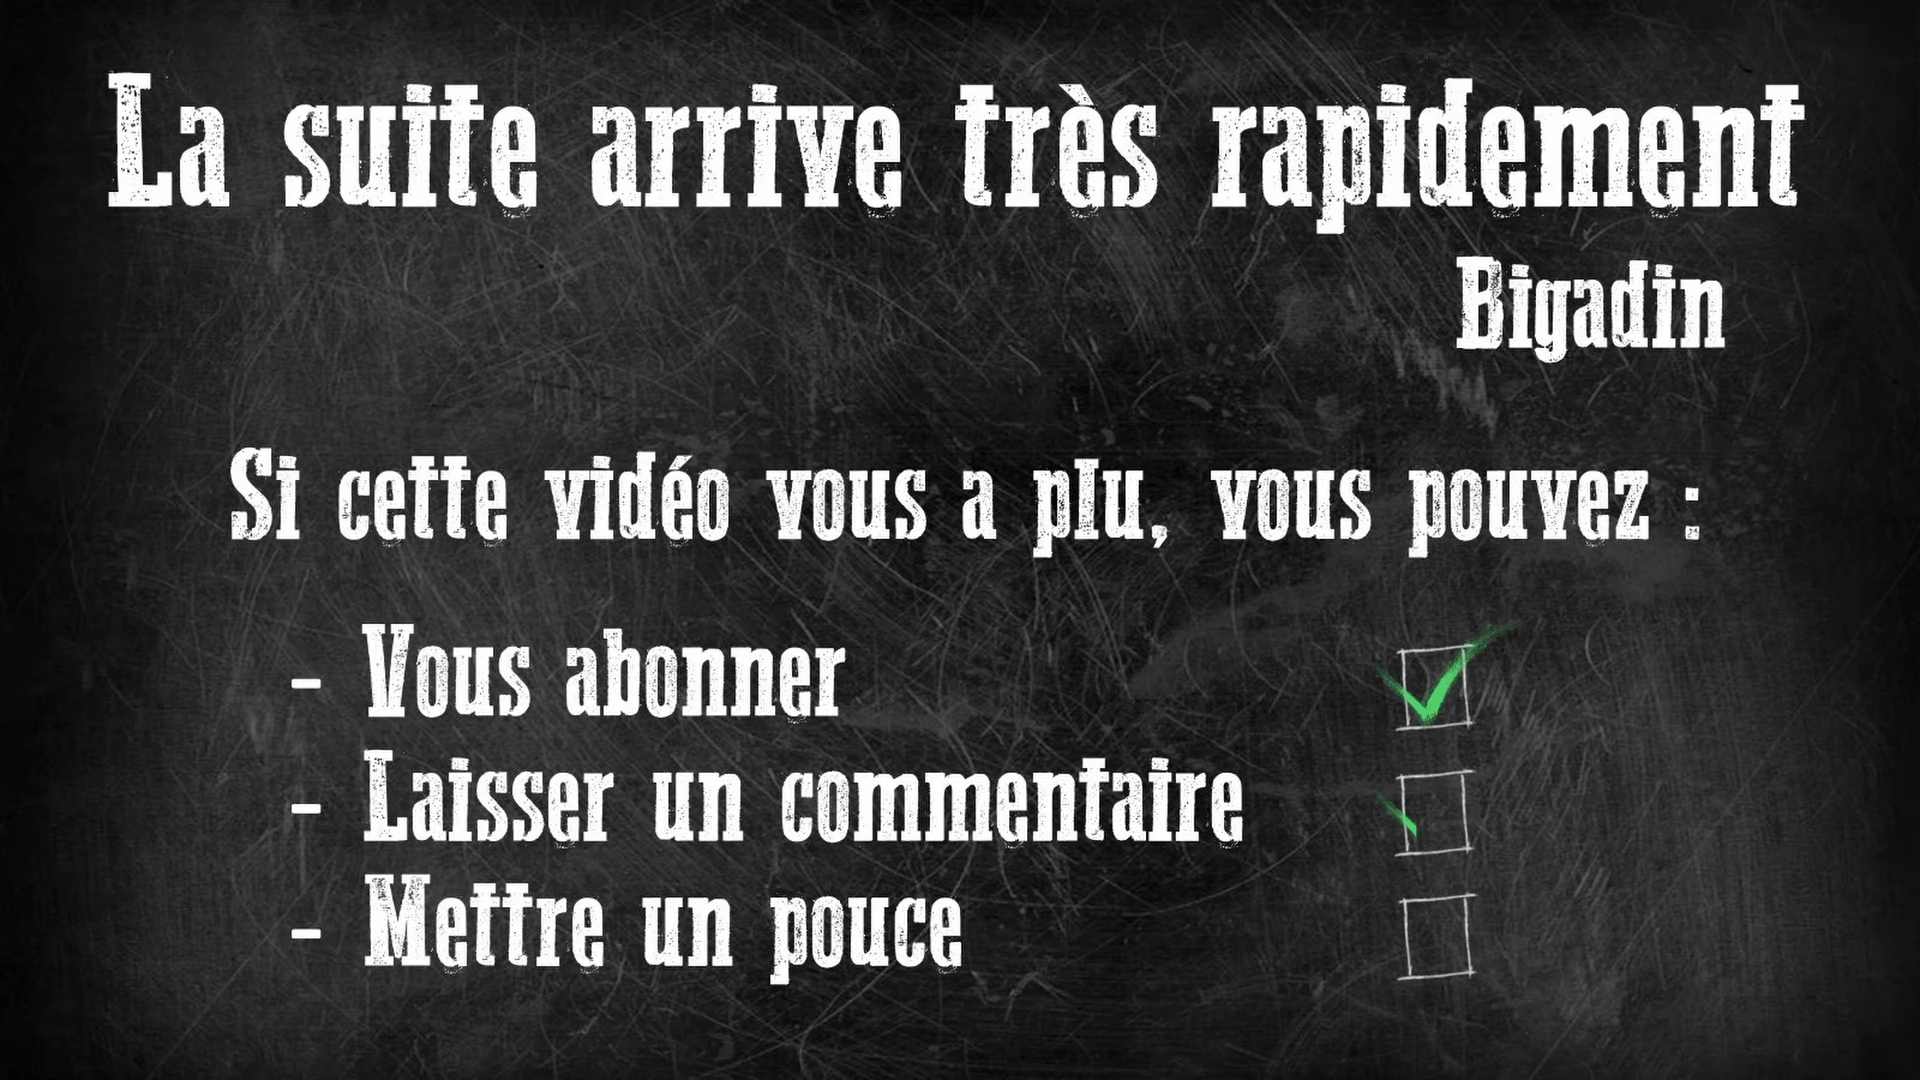 La suite arrive très rapidement
Bigadin
Si cette vidéo vous a plu, vous pouvez :
- Vous abonner
- Laisser un commentaire
- Mettre un pouce